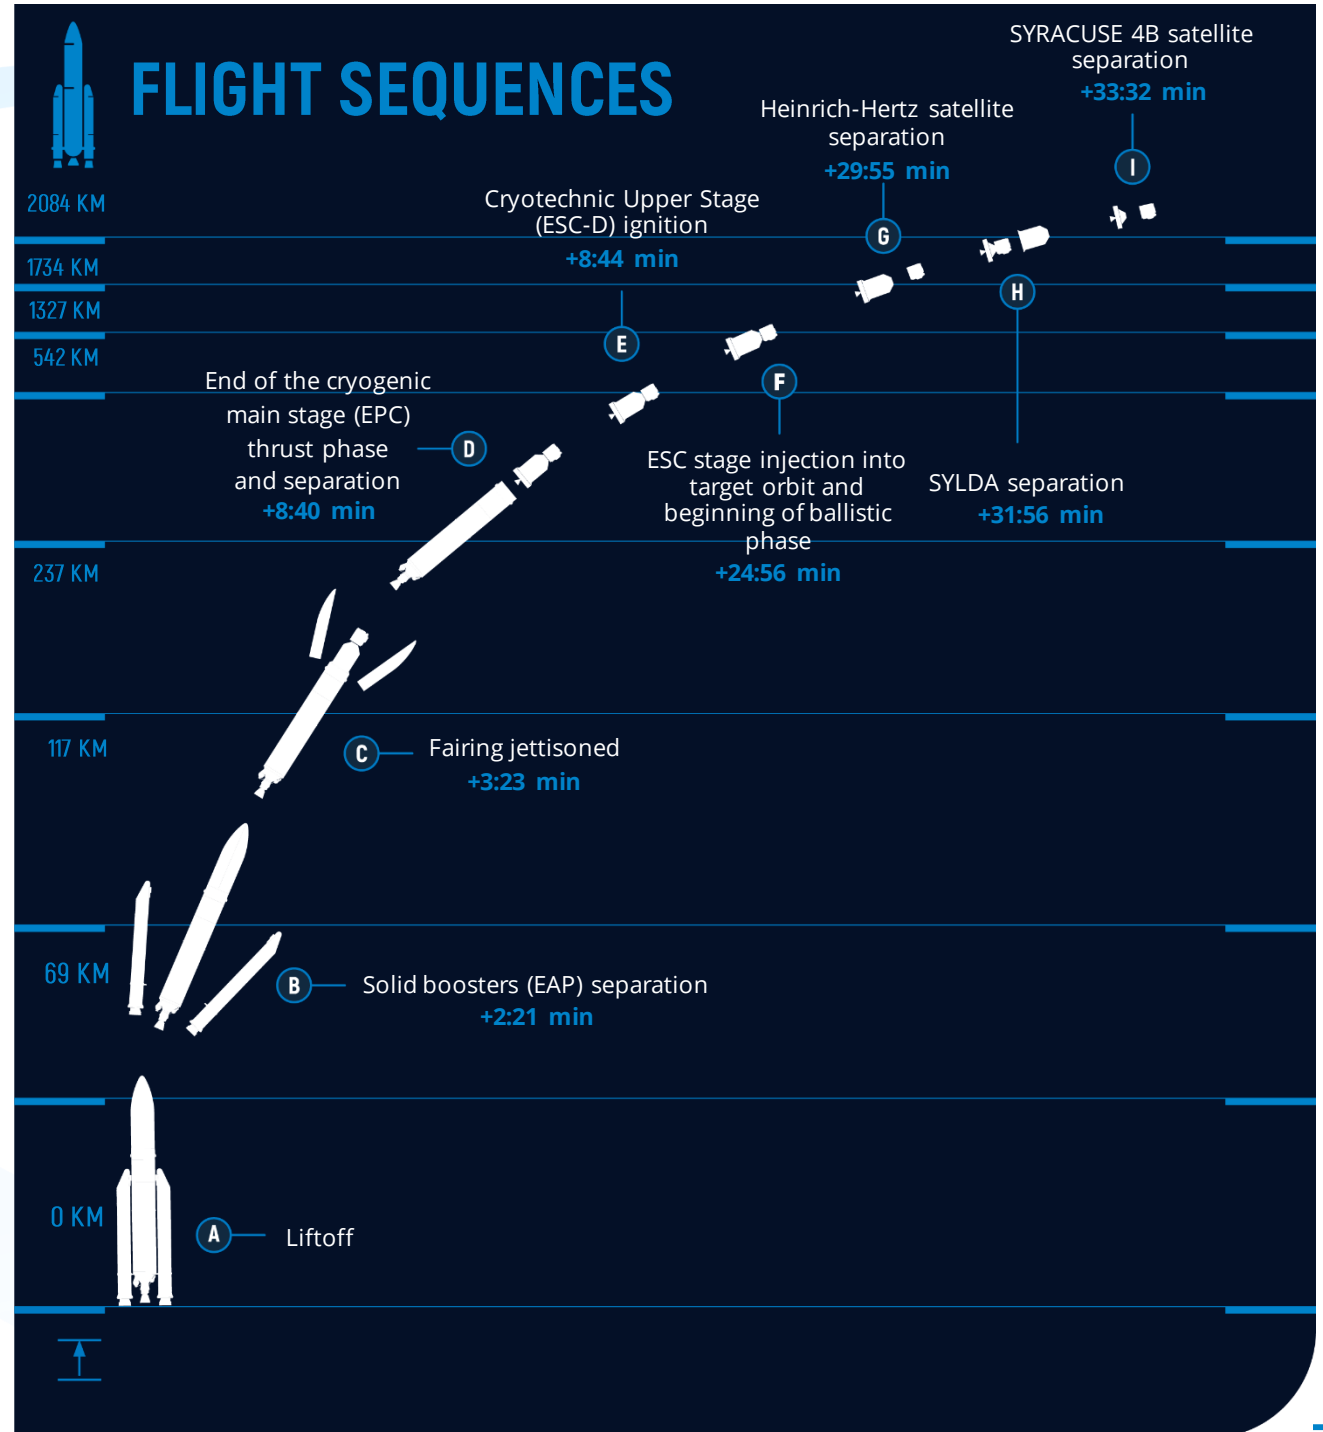 FLIGHT SEQUENCES
SYRACUSE 4B satellite
separation
+33:32 min
I
Heinrich-Hertz satellite
separation
+29:55 min
G
Cryotechnic Upper Stage
(ESC-D) ignition
+8:44 min
E
2084 KM
1734 KM
1327 KM
542 KM
H
SYLDA separation
+31:56 min
F
ESC stage injection into
target orbit and
beginning of ballistic
phase
+24:56 min
End of the cryogenic
main stage (EPC)
thrust phase
and separation
+8:40 min
D
237 KM
117 KM
C
Fairing jettisoned
+3:23 min
69 KM
B
Solid boosters (EAP) separation
+2:21 min
0 KM
A
Liftoff